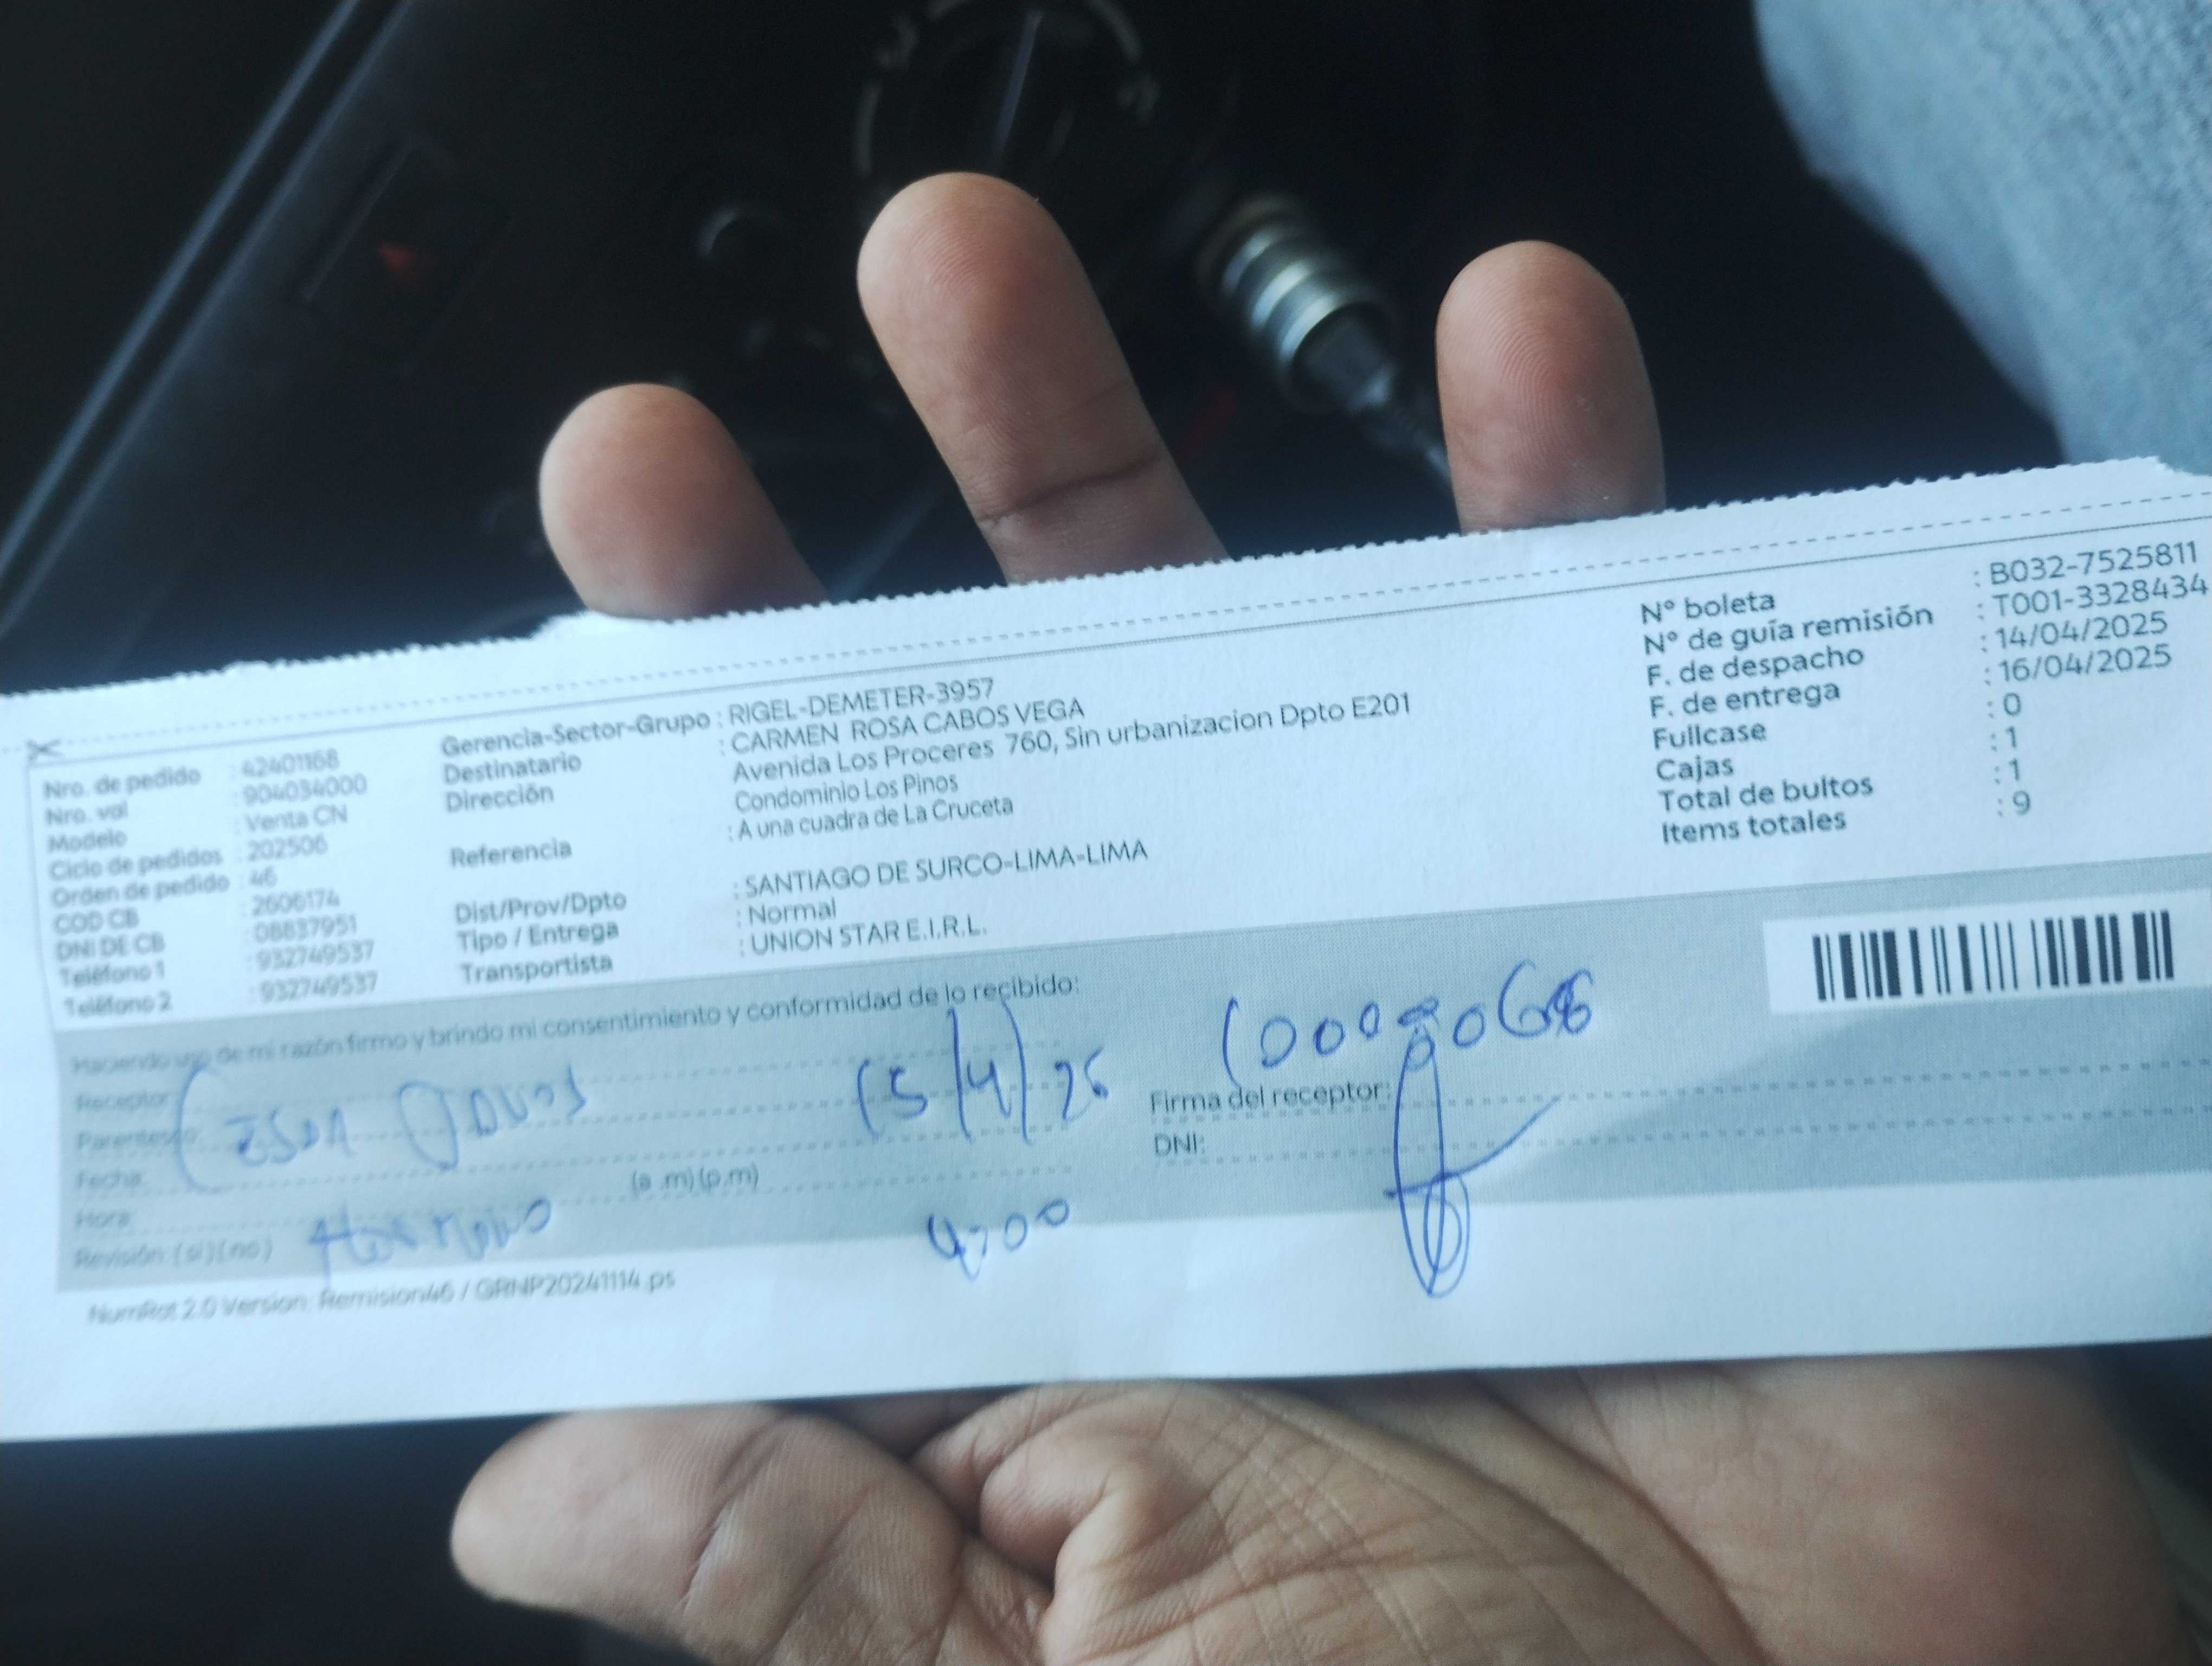 Nro. de pedido : 42401168
Nro. val : 904034000
Modelo : Venta CN
Ciclo de pedidos : 202506
Orden de pedido : 46
COD CB : 2606174
DNI DE CB : 08837951
Teléfono 1 : 932749537
Teléfono 2 : 932749537
Gerencia-Sector-Grupo : RIGEL-DEMETER-3957
Destinatario : CARMEN ROSA CABOS VEGA
Dirección Avenida Los Proceres 760, Sin urbanizacion Dpto E201
Condominio Los Pinos
Referencia : A una cuadra de La Cruceta
Dist/Prov/Dpto : SANTIAGO DE SURCO-LIMA-LIMA
Tipo / Entrega : Normal
Transportista : UNION STAR E.I.R.L.
N° boleta : B032-7525811
N° de guía remisión : T001-3328434
F. de despacho : 14/04/2025
F. de entrega : 16/04/2025
Fullcase : 0
Cajas : 1
Total de bultos : 1
Items totales : 9
Haciendo uso de mi razón firmo y brindo mi consentimiento y conformidad de lo recibido:
Receptor:
Parentesco:
Fecha:
Hora: (a .m) (p.m)
Revisión (si) (no)
4:00
Firma del receptor:
DNI:
NumRot 2.0 Version: Remision46 / GRNP20241114.ps